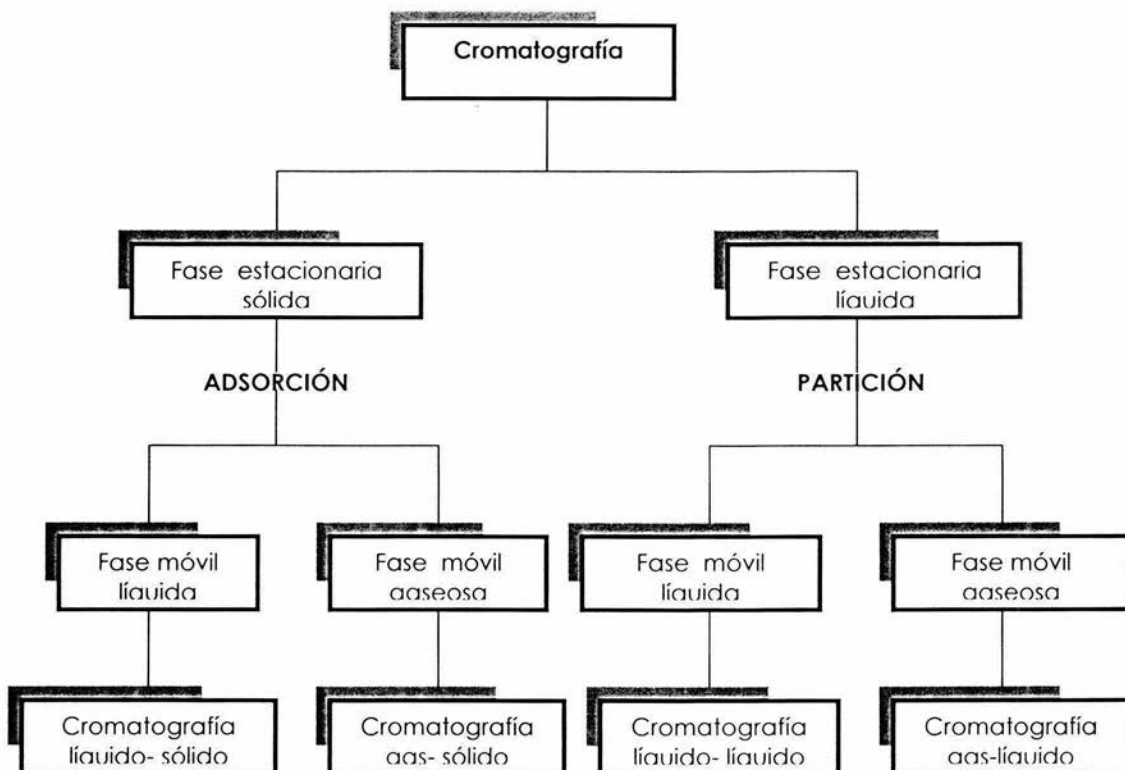 Cromatografía
Fase estacionaria
sólida
Fase estacionaria
líquida
ADSORCIÓN
PARTICIÓN
Fase móvil
líquida
Fase móvil
gaseosa
Fase móvil
líquida
Fase móvil
gaseosa
Cromatografía
líquido- sólido
Cromatografía
gas- sólido
Cromatografía
líquido- líquido
Cromatografía
gas-líquido